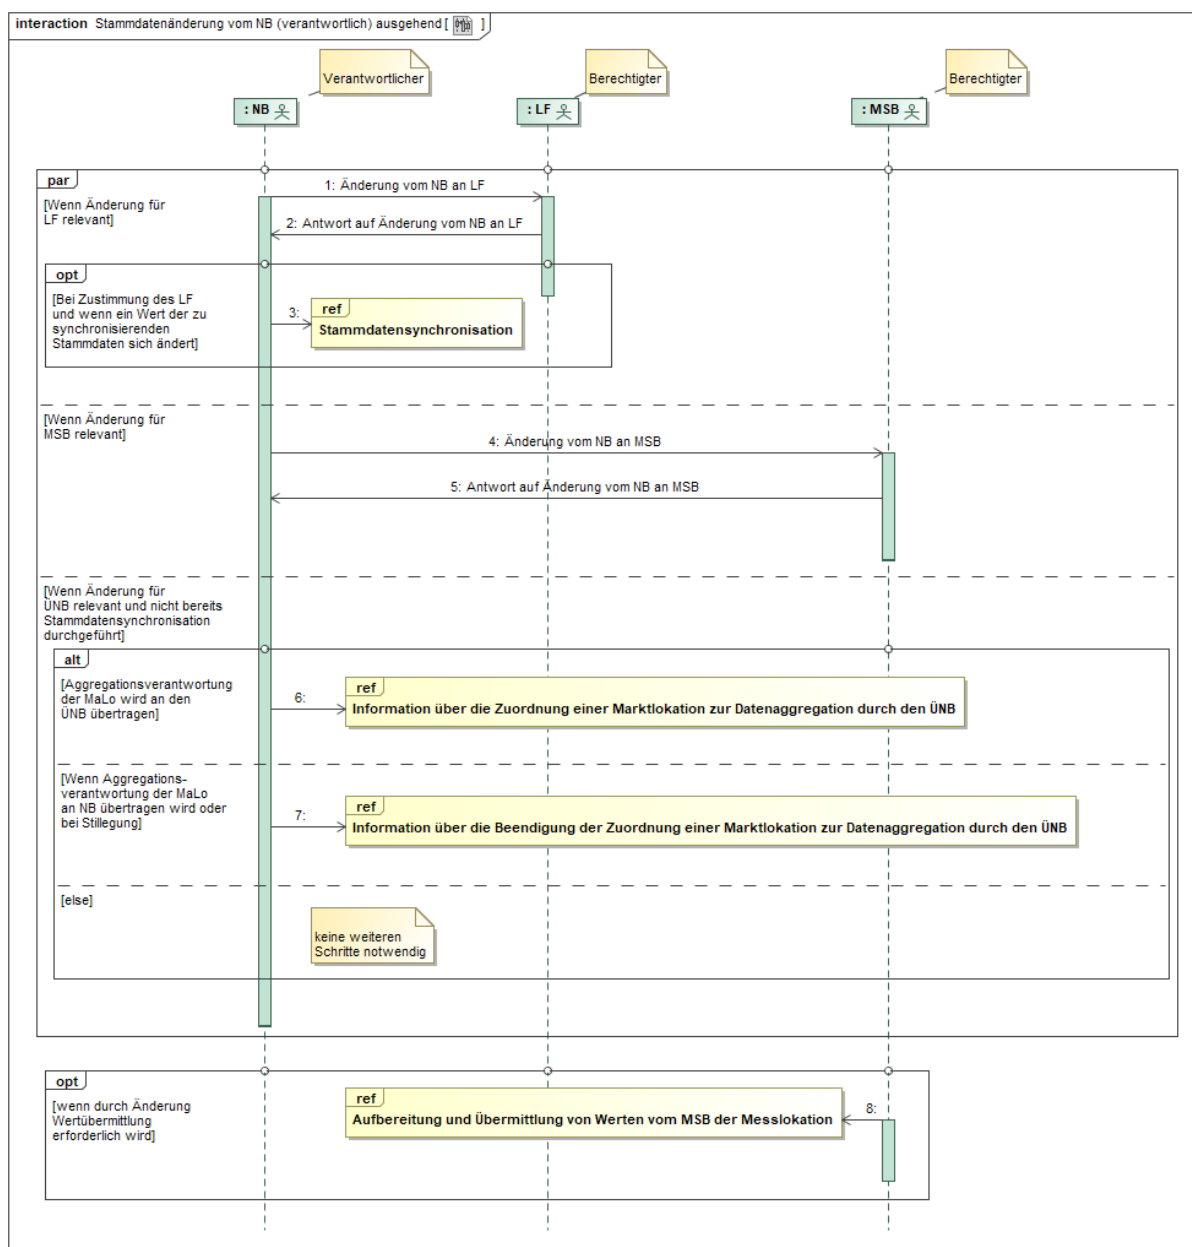 interaction Stammdatenänderung vom NB (verantwortlich) ausgehend [ ]
Verantwortlicher
Berechtigter
Berechtigter
: NB
: LF
: MSB
par
[Wenn Änderung für
LF relevant]
1: Änderung vom NB an LF
2: Antwort auf Änderung vom NB an LF
opt
[Bei Zustimmung des LF
und wenn ein Wert der zu
synchronisierenden
Stammdaten sich ändert]
3:
ref
Stammdatensynchronisation
[Wenn Änderung für
MSB relevant]
4: Änderung vom NB an MSB
5: Antwort auf Änderung vom NB an MSB
[Wenn Änderung für
ÜNB relevant und nicht bereits
Stammdatensynchronisation
durchgeführt]
alt
[Aggregationsverantwortung
der MaLo wird an den
ÜNB übertragen]
6:
ref
Information über die Zuordnung einer Marktlokation zur Datenaggregation durch den ÜNB
[Wenn Aggregations-
verantwortung der MaLo
an NB übertragen wird oder
bei Stillegung]
7:
ref
Information über die Beendigung der Zuordnung einer Marktlokation zur Datenaggregation durch den ÜNB
[else]
keine weiteren
Schritte notwendig
opt
[wenn durch Änderung
Wertübermittlung
erforderlich wird]
ref
Aufbereitung und Übermittlung von Werten vom MSB der Messlokation
8: